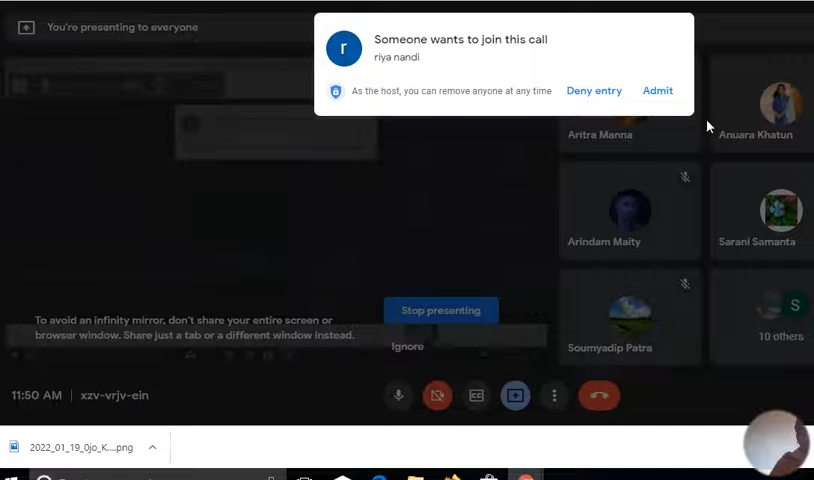 You're presenting to everyone
r
Someone wants to join this call
riya nandi
As the host, you can remove anyone at any time
Deny entry
Admit
Aritra Manna
Anuara Khatun
Arindam Maity
Sarani Samanta
To avoid an infinity mirror, don't share your entire screen or
browser window. Share just a tab or a different window instead.
Stop presenting
Ignore
Soumyadip Patra
S
10 others
11:50 AM | xzv-vrjv-ein
CC
2022_01_19_0jo_K....png